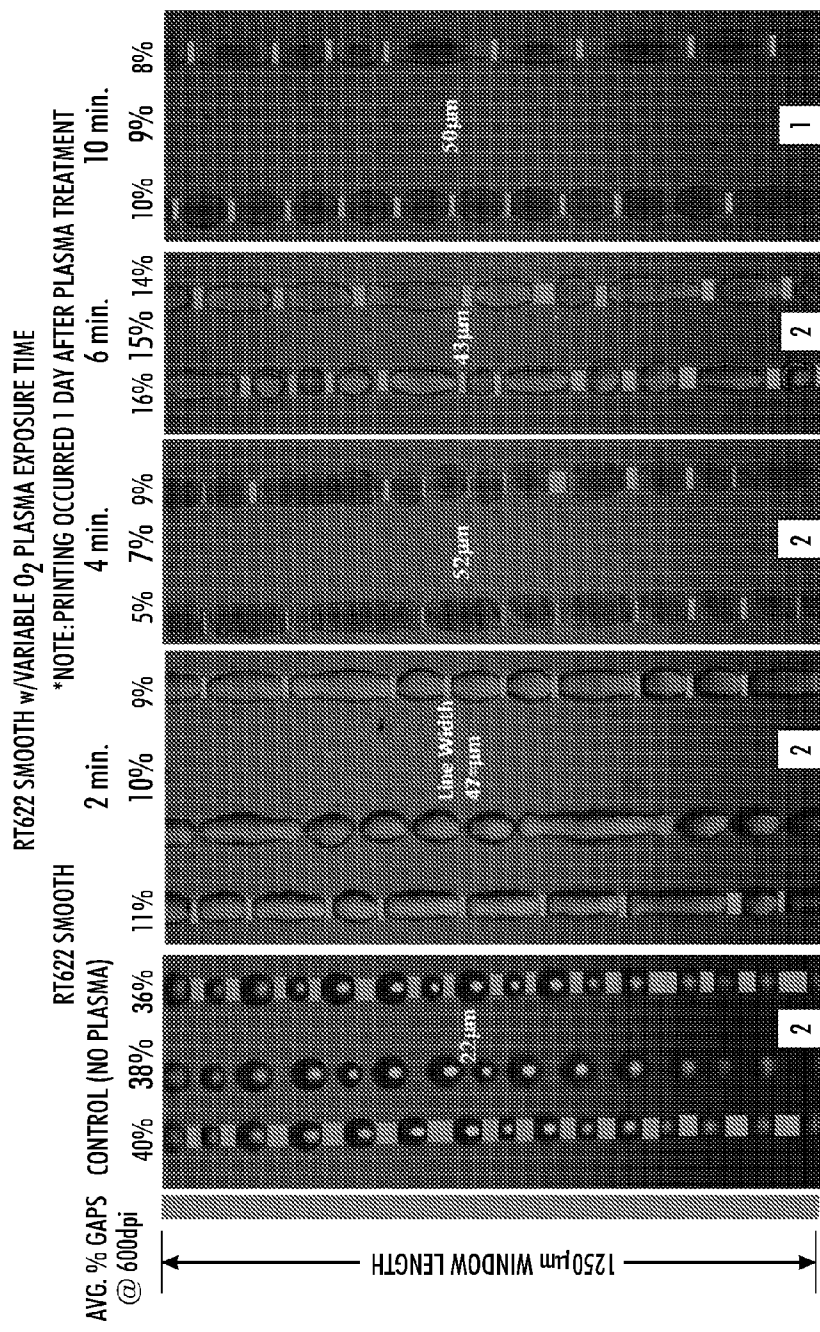 RT622 SMOOTH w/VARIABLE O₂ PLASMA EXPOSURE TIME
*NOTE: PRINTING OCCURRED 1 DAY AFTER PLASMA TREATMENT
RT622 SMOOTH
CONTROL (NO PLASMA) 2 min. 4 min. 6 min. 10 min.
AVG. % GAPS
@ 600dpi
40% 38% 36% 11% 10% 9% 5% 7% 9% 16% 15% 14% 10% 9% 8%
22µm
Line Width
47 µm
52µm
43µm
50µm
1250µm WINDOW LENGTH
2 2 2 2 1